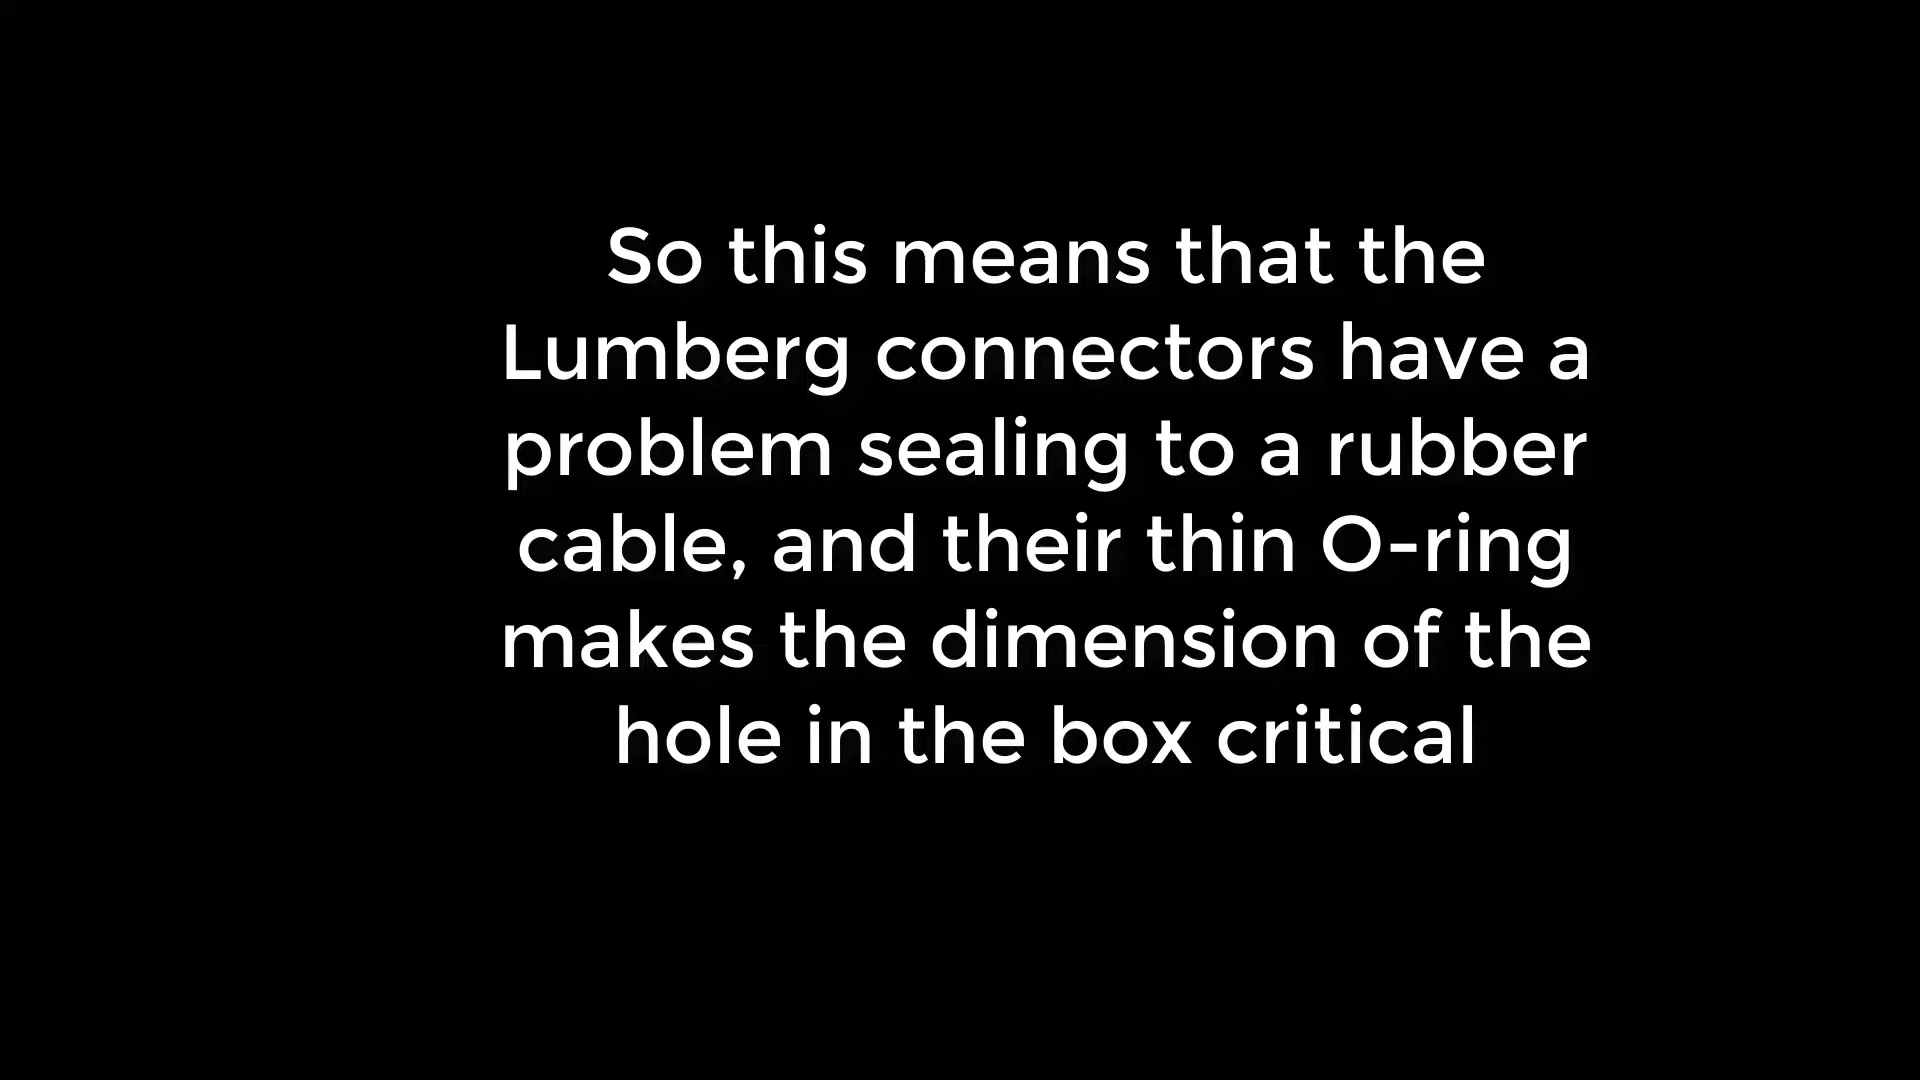 So this means that the
Lumberg connectors have a
problem sealing to a rubber
cable, and their thin O-ring
makes the dimension of the
hole in the box critical